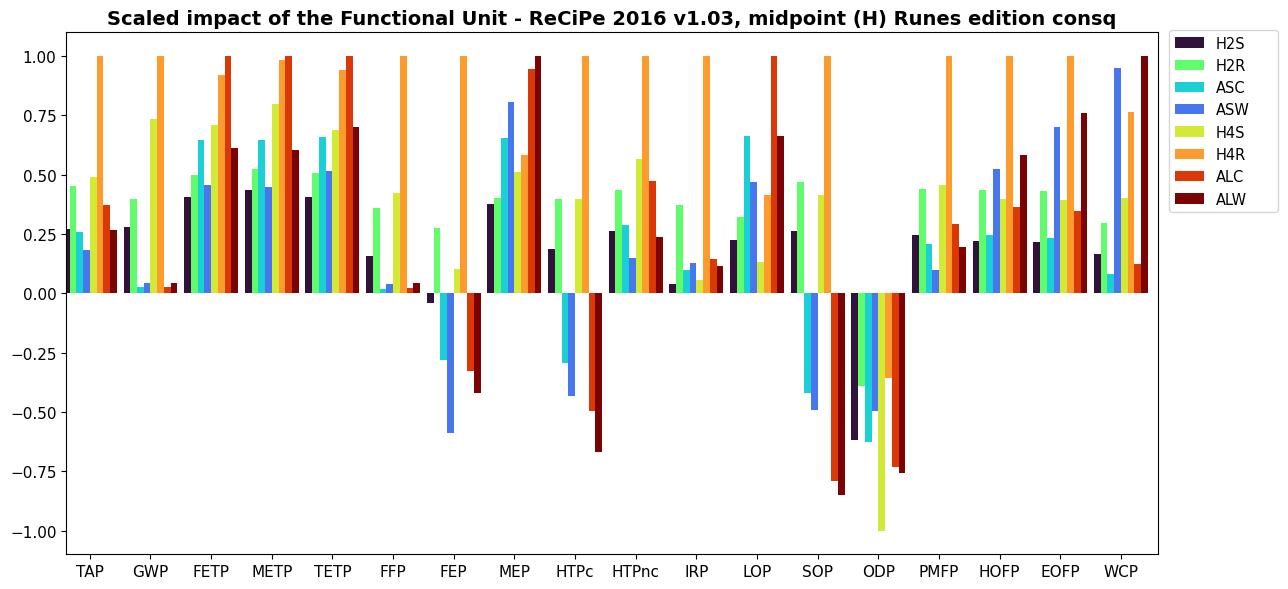 Scaled impact of the Functional Unit - ReCiPe 2016 v1.03, midpoint (H) Runes edition consq
1.00
0.75
0.50
0.25
0.00
−0.25
−0.50
−0.75
−1.00
TAP GWP FETP METP TETP FFP FEP MEP HTPc HTPnc IRP LOP SOP ODP PMFP HOFP EOFP WCP
H2S
H2R
ASC
ASW
H4S
H4R
ALC
ALW